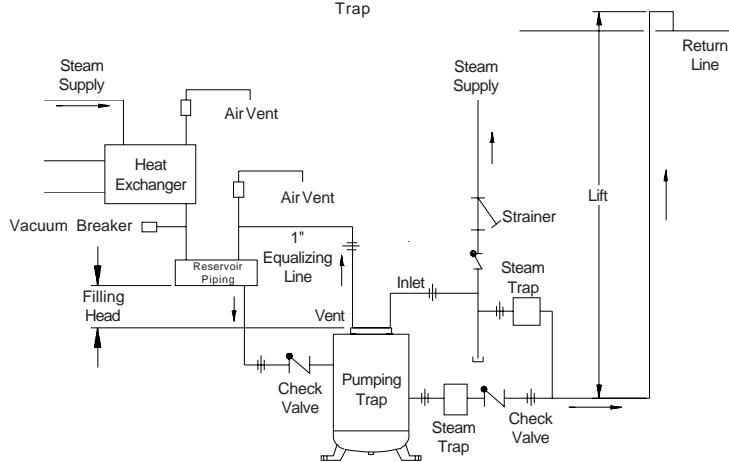 Trap
Steam
Supply
Air Vent
Heat
Exchanger
Air Vent
Vacuum Breaker
Reservoir
Piping
1"
Equalizing
Line
Filling
Head
Vent
Inlet
Steam
Supply
Strainer
Steam
Trap
Lift
Return
Line
Check
Valve
Pumping
Trap
Steam
Trap
Check
Valve